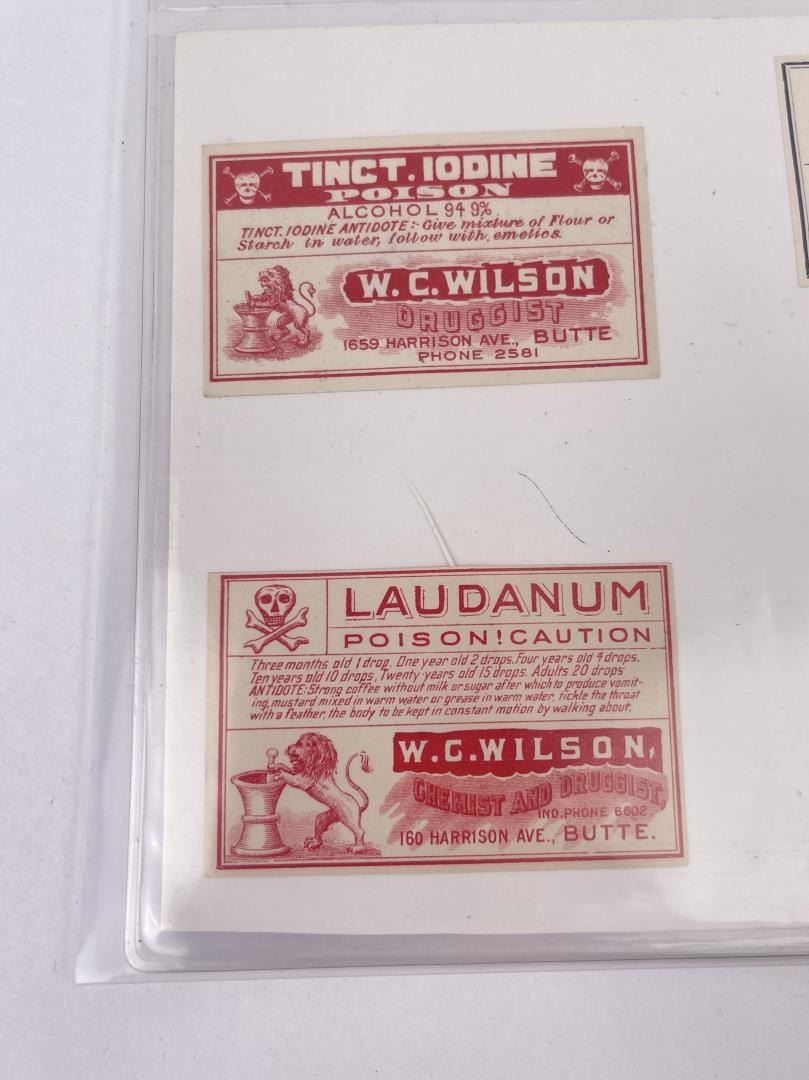 TINCT. IODINE
POISON
ALCOHOL 94.9%
TINCT. IODINE ANTIDOTE:- Give mixture of Flour or
Starch in water, follow with, emetics.
W. C. WILSON
DRUGGIST
1659 HARRISON AVE., BUTTE
PHONE 2581
LAUDANUM
POISON!CAUTION
Three months old 1 drop. One year old 2 drops. Four years old 4 drops.
Ten years old 10 drops, Twenty years old 15 drops. Adults 20 drops
ANTIDOTE: Strong coffee without milk or sugar after which to produce vomit-
ing, mustard mixed in warm water or grease in warm water, tickle the throat
with a feather, the body to be kept in constant motion by walking about.
W.C.WILSON,
CHEMIST AND DRUGGIST,
IND. PHONE 6602
160 HARRISON AVE., BUTTE.